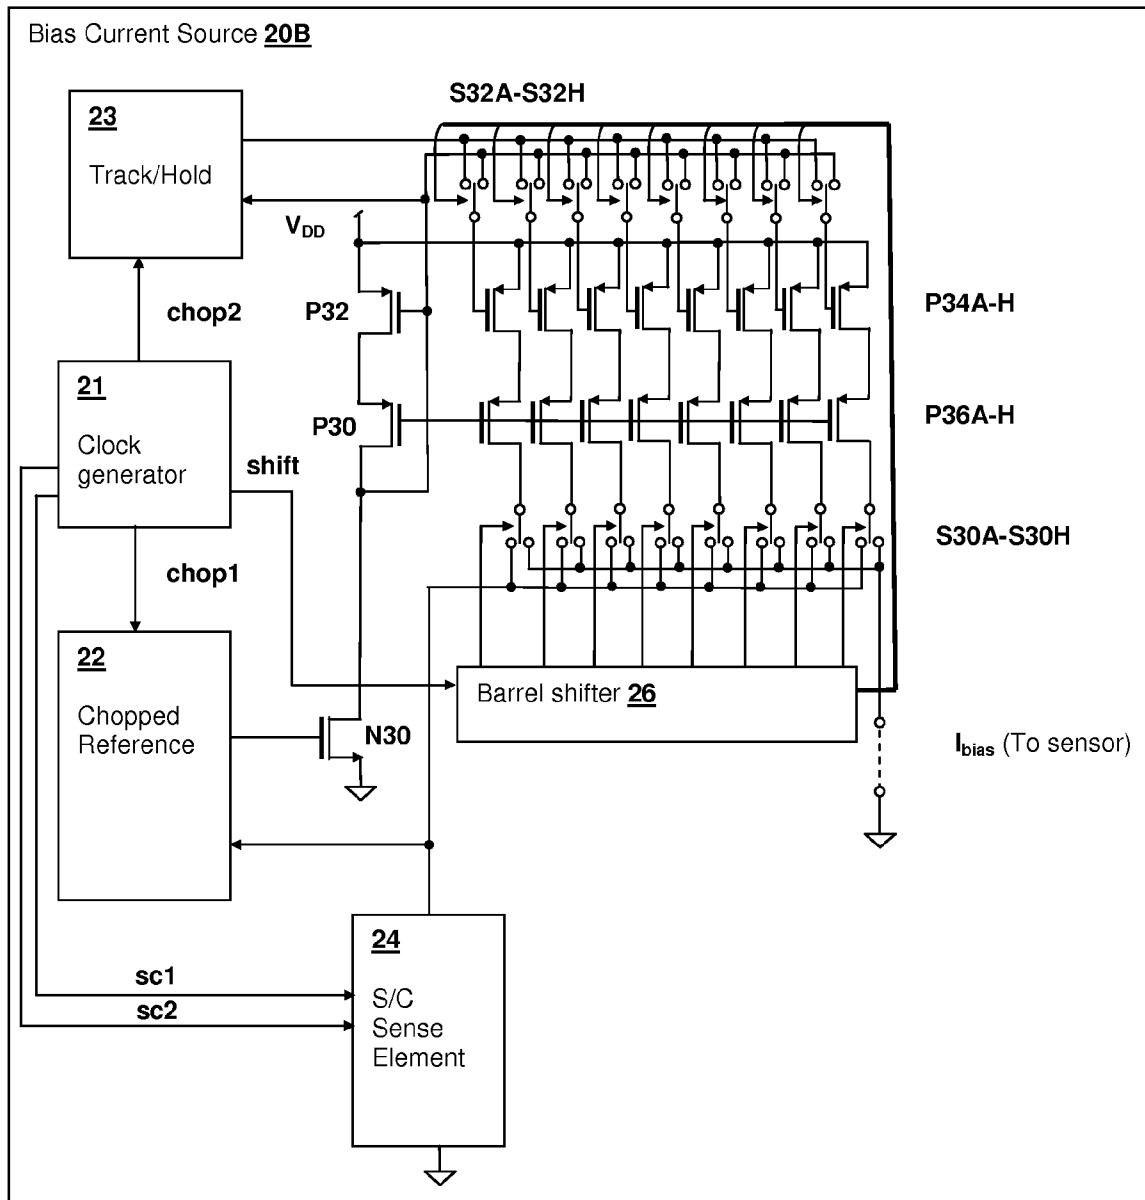 Bias Current Source 20B
S32A-S32H
23
Track/Hold
VDD
chop2
P32
P34A-H
21
Clock
generator
P30
P36A-H
shift
S30A-S30H
chop1
22
Chopped
Reference
Barrel shifter 26
N30
Ibias (To sensor)
24
S/C
Sense
Element
sc1
sc2